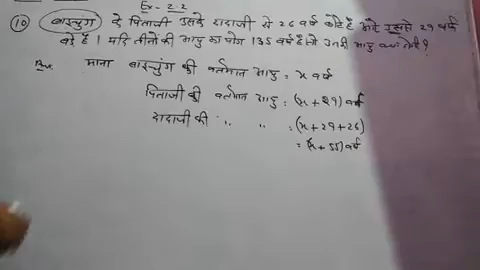 Ex - 2.2
(10) बाइचुंग के पिताजी उसके दादाजी से 26 वर्ष छोटे हैं और उससे 29 वर्ष
बड़े हैं। यदि तीनों की आयु का योग 135 वर्ष है तो उनकी आयु क्या होगी?
माना बाइचुंग की वर्तमान आयु = x वर्ष
पिताजी की वर्तमान आयु = (x + 29) वर्ष
दादाजी की ,, ,, = (x + 29 + 26)
= (x + 55) वर्ष